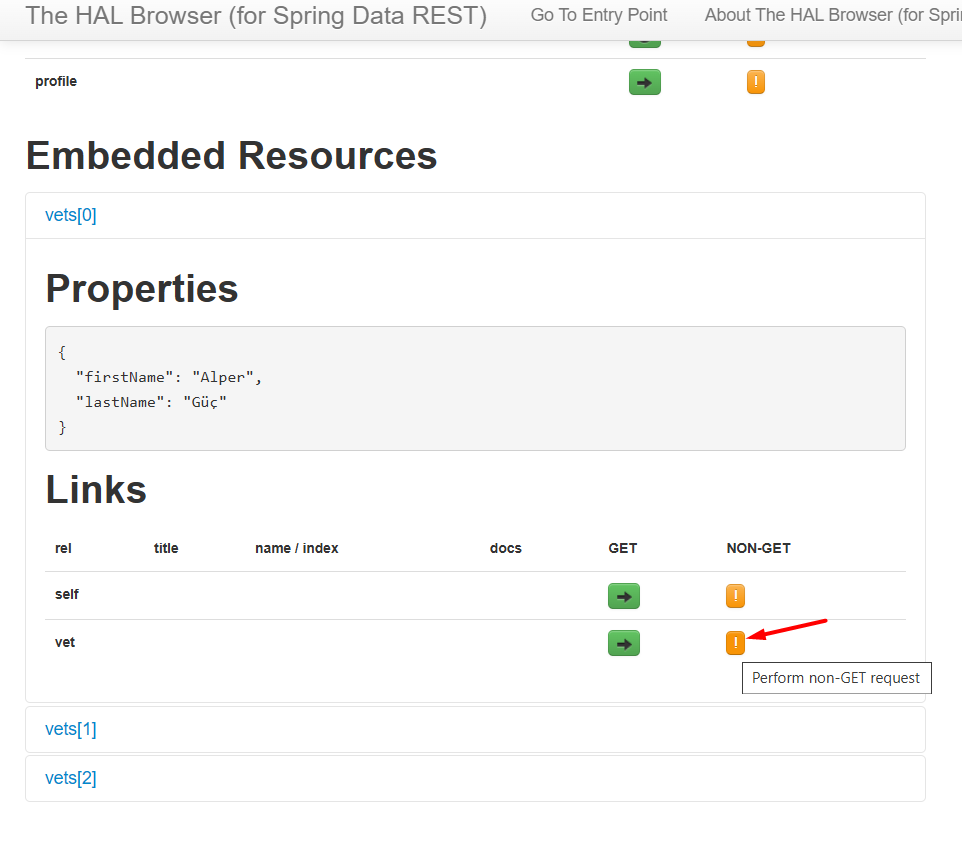 The HAL Browser (for Spring Data REST) Go To Entry Point About The HAL Browser (for Spri
profile ➔ !
Embedded Resources
vets[0]
Properties
{
"firstName": "Alper",
"lastName": "Güç"
}
Links
rel title name / index docs GET NON-GET
self ➔ !
vet ➔ !
Perform non-GET request
vets[1]
vets[2]